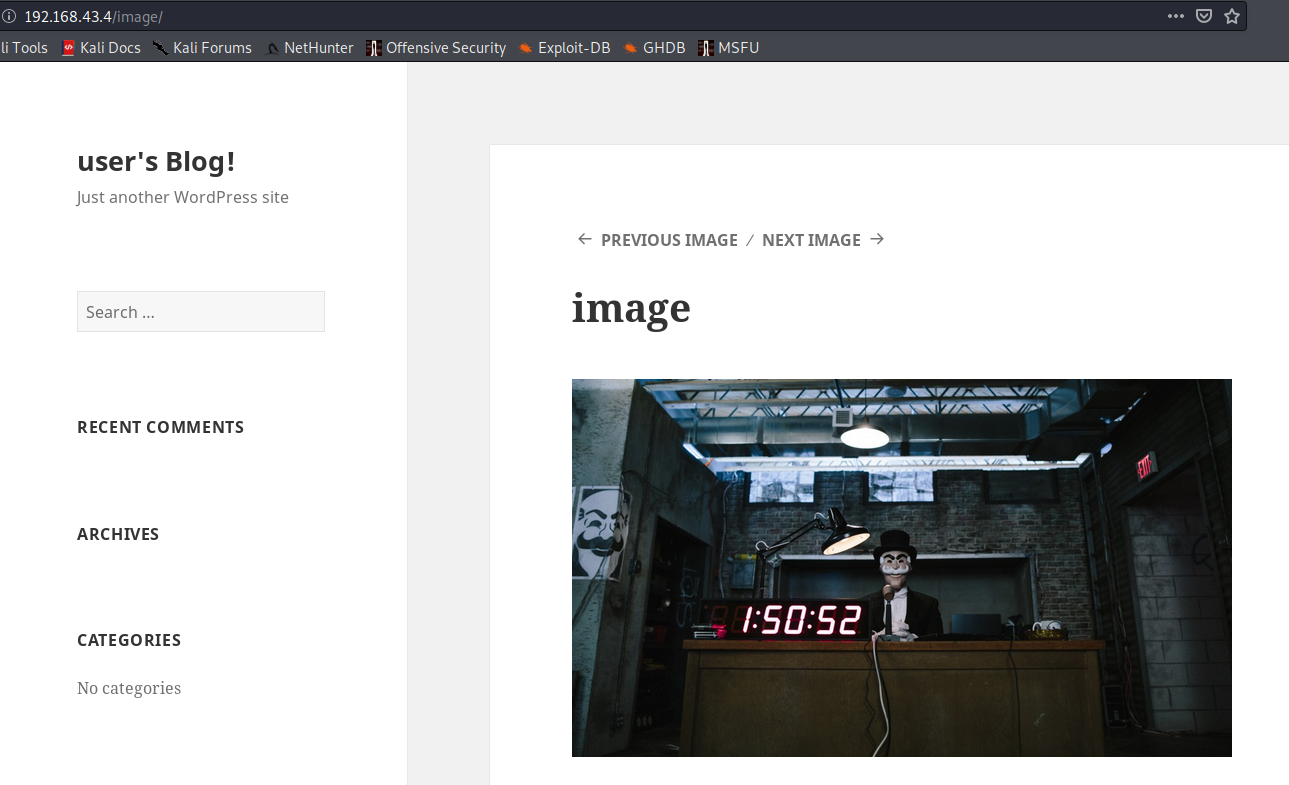 192.168.43.4/image/
li Tools Kali Docs Kali Forums NetHunter Offensive Security Exploit-DB GHDB MSFU
user's Blog!
Just another WordPress site
Search ...
RECENT COMMENTS
ARCHIVES
CATEGORIES
No categories
← PREVIOUS IMAGE / NEXT IMAGE →
image
EXIT
1:50:52